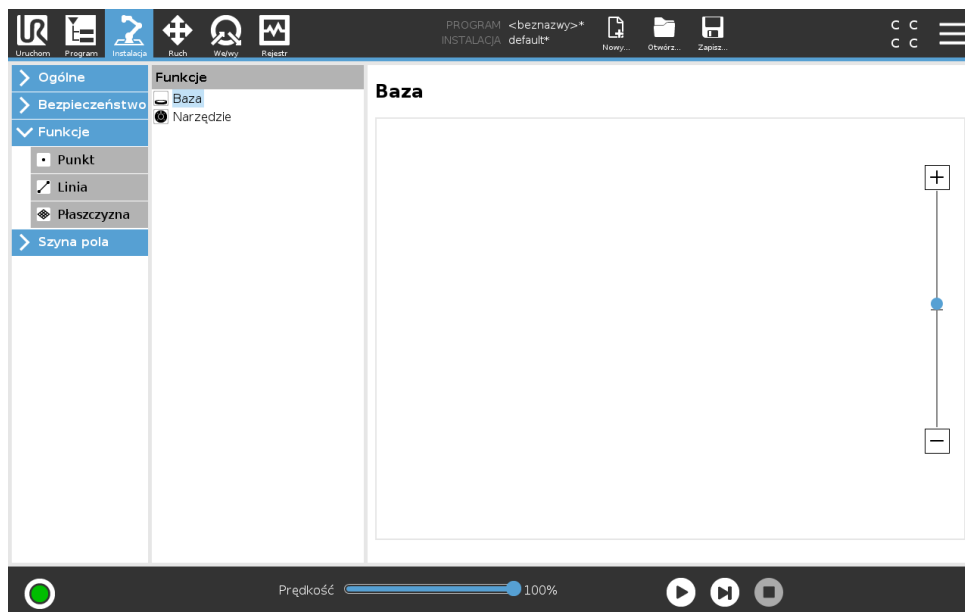 PROGRAM <beznazwy>*
INSTALACJA default*
Uruchom Program Instalacja Ruch We/wy Rejestr
Nowy... Otwórz... Zapisz...
C C
C C
Ogólne
Bezpieczeństwo
Funkcje
Punkt
Linia
Płaszczyzna
Szyna pola
Funkcje
Baza
Narzędzie
Baza
Prędkość 100%